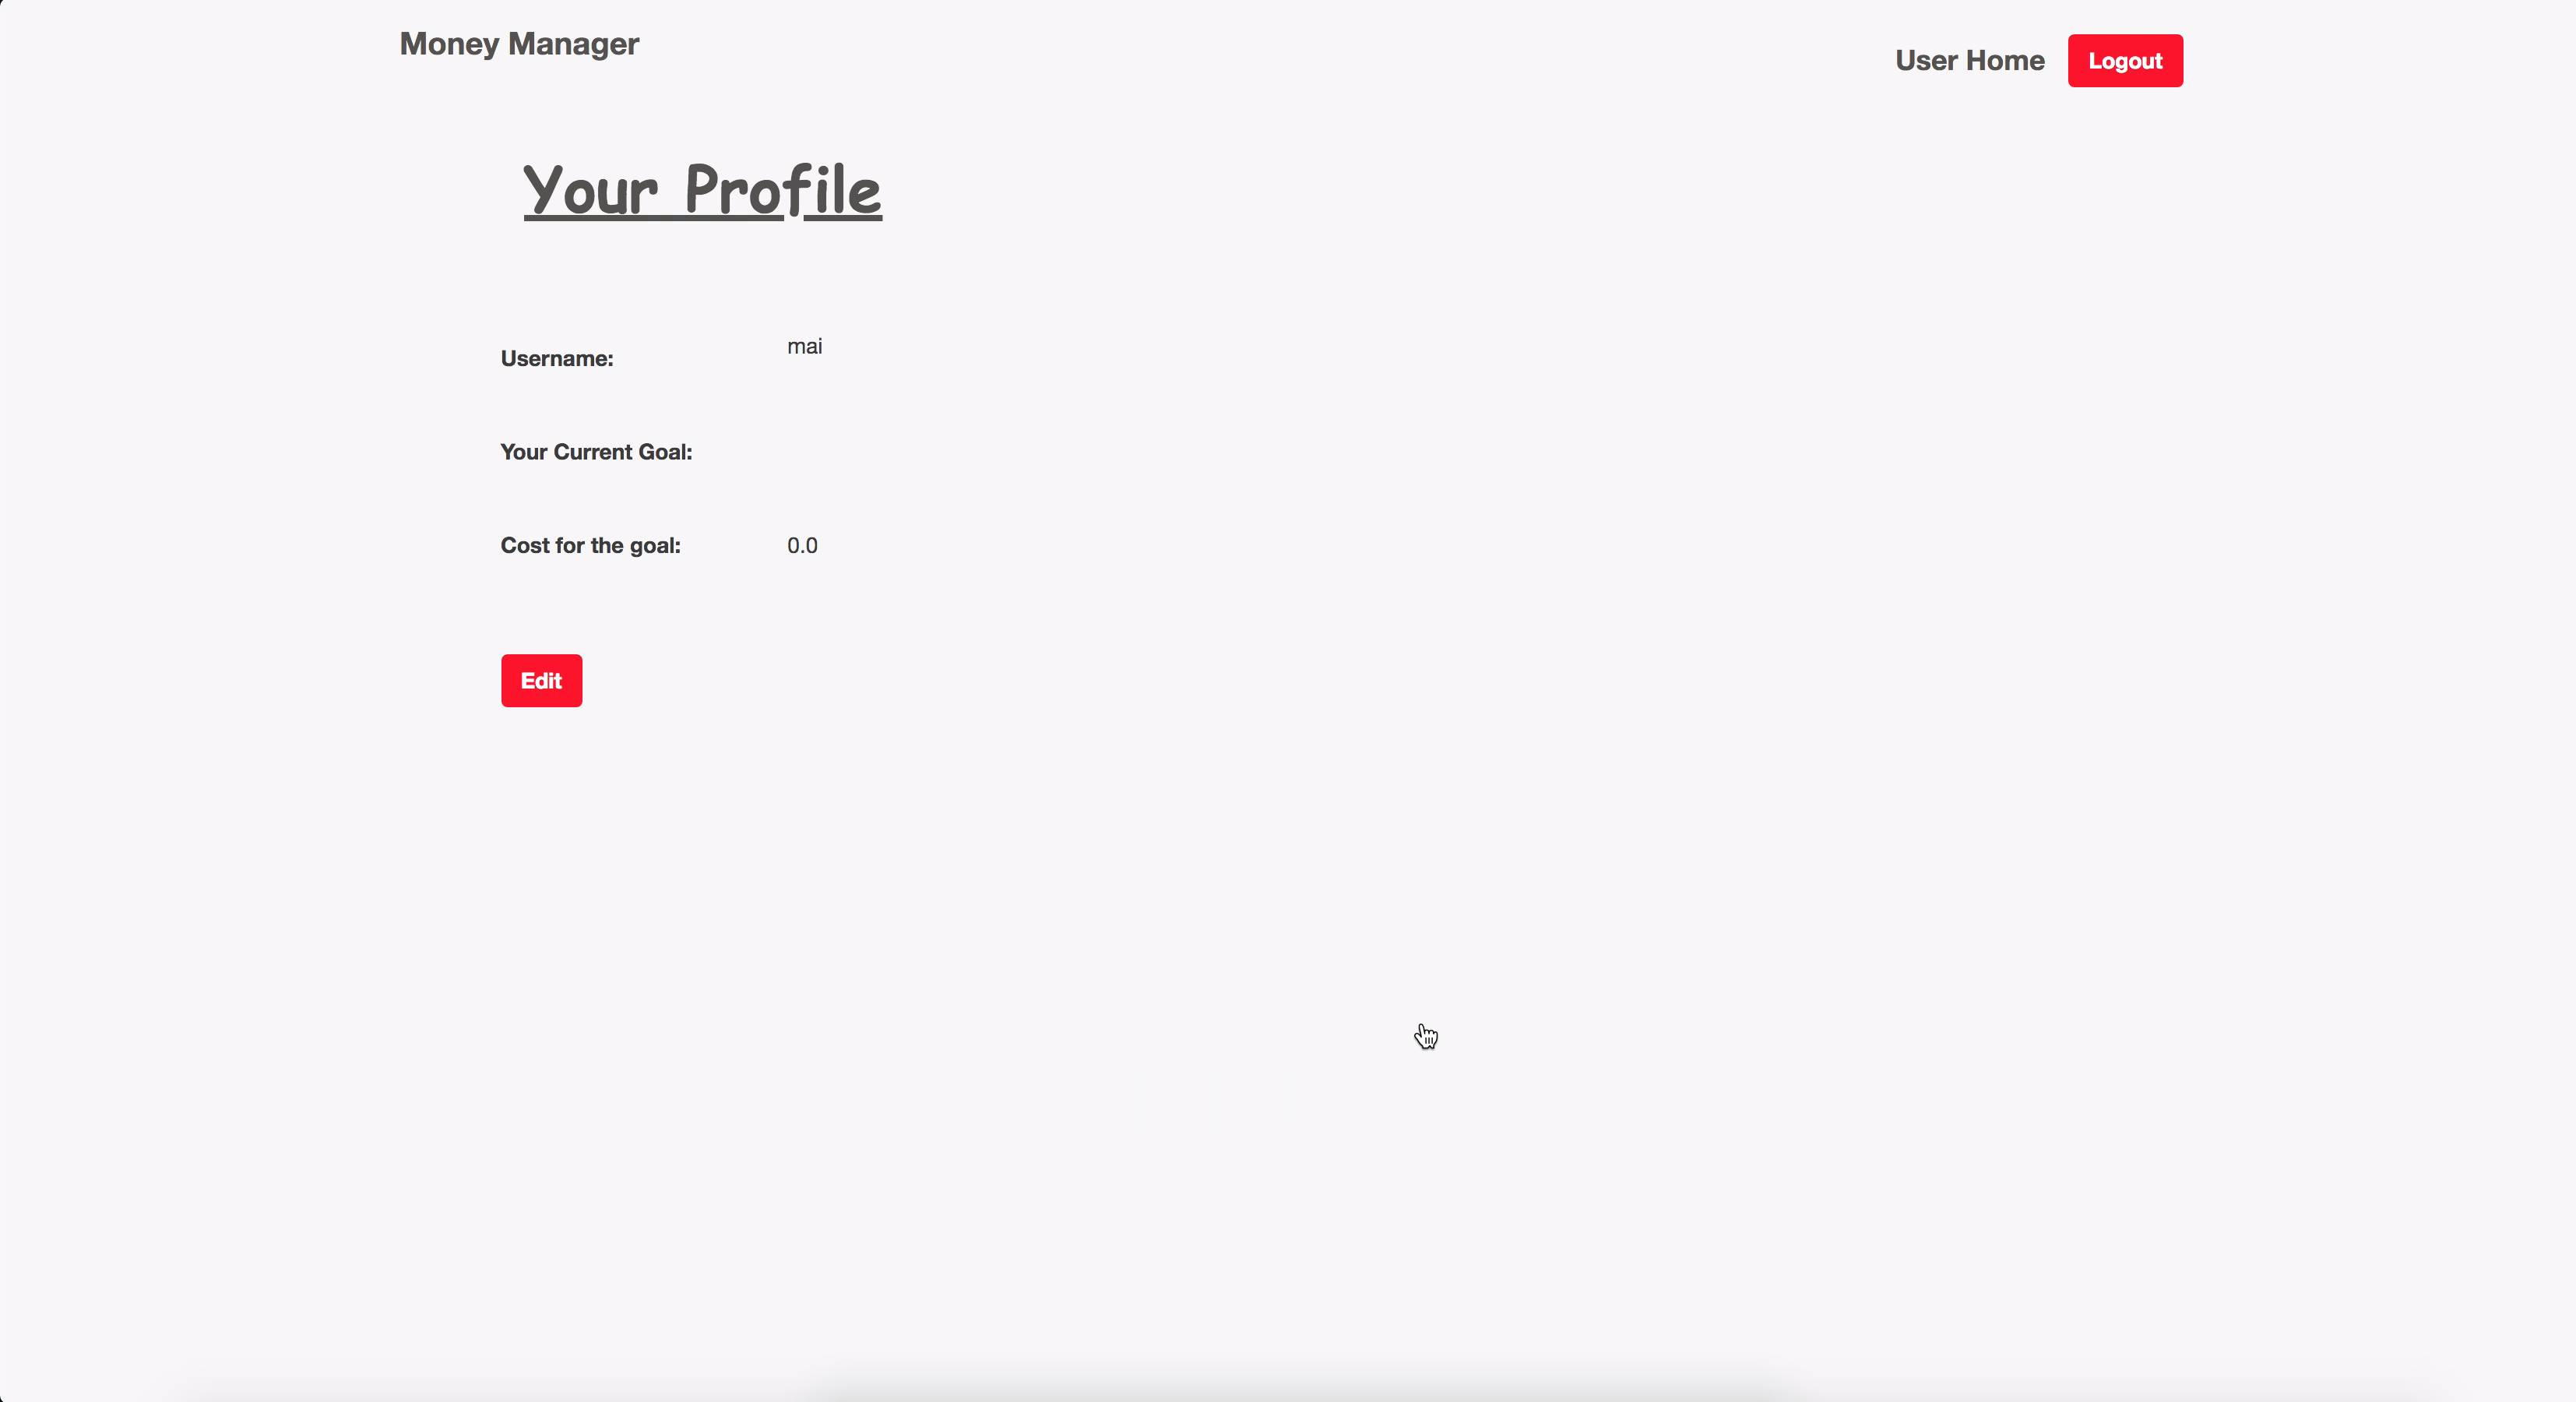 Money Manager
User Home Logout
Your Profile
Username: mai
Your Current Goal:
Cost for the goal: 0.0
Edit